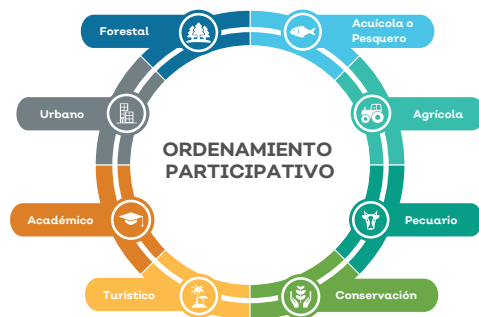 Forestal
Acuícola o
Pesquero
Urbano
Agrícola
ORDENAMIENTO
PARTICIPATIVO
Académico
Pecuario
Turístico
Conservación